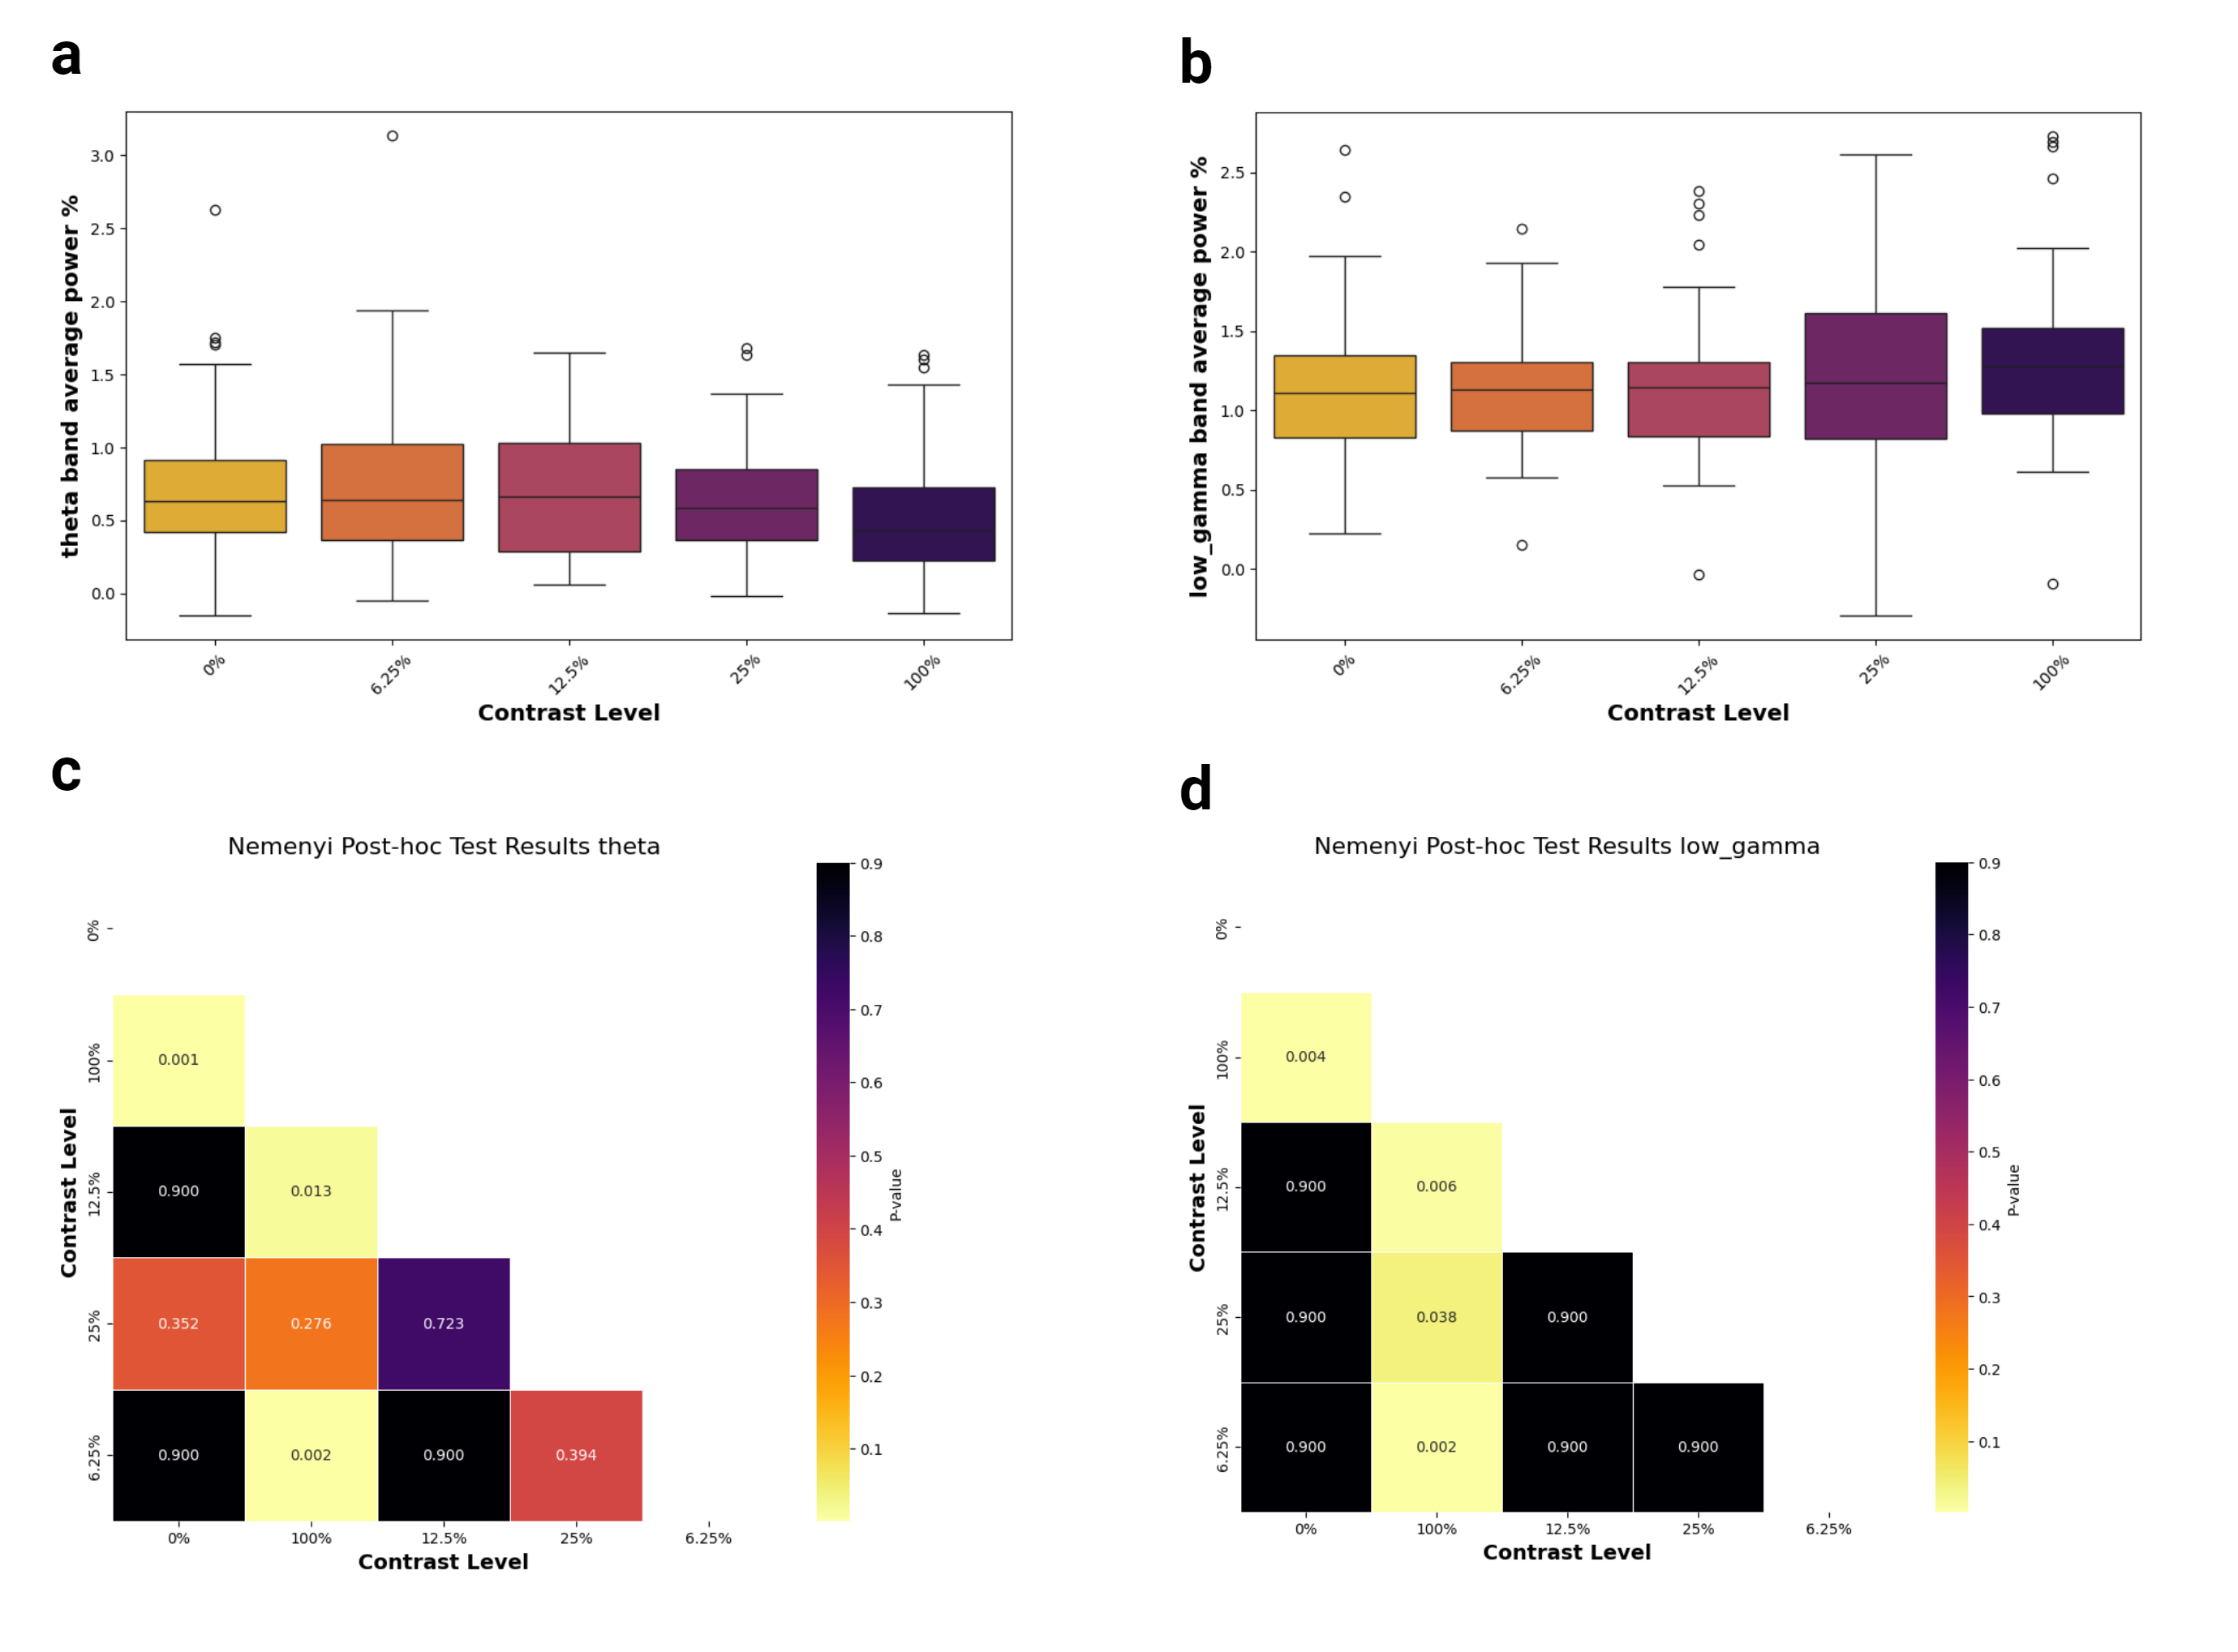 a
b
theta band average power %
3.0
2.5
2.0
1.5
1.0
0.5
0.0
0%
6.25%
12.5%
25%
100%
Contrast Level
low_gamma band average power %
2.5
2.0
1.5
1.0
0.5
0.0
0%
6.25%
12.5%
25%
100%
Contrast Level
c
d
Nemenyi Post-hoc Test Results theta
Contrast Level
0%
100%
12.5%
25%
6.25%
0.001
0.900 0.013
0.352 0.276 0.723
0.900 0.002 0.900 0.394
0% 100% 12.5% 25% 6.25%
Contrast Level
0.9
0.8
0.7
0.6
0.5
0.4
0.3
0.2
0.1
P-value
Nemenyi Post-hoc Test Results low_gamma
Contrast Level
0%
100%
12.5%
25%
6.25%
0.004
0.900 0.006
0.900 0.038 0.900
0.900 0.002 0.900 0.900
0% 100% 12.5% 25% 6.25%
Contrast Level
0.9
0.8
0.7
0.6
0.5
0.4
0.3
0.2
0.1
P-value